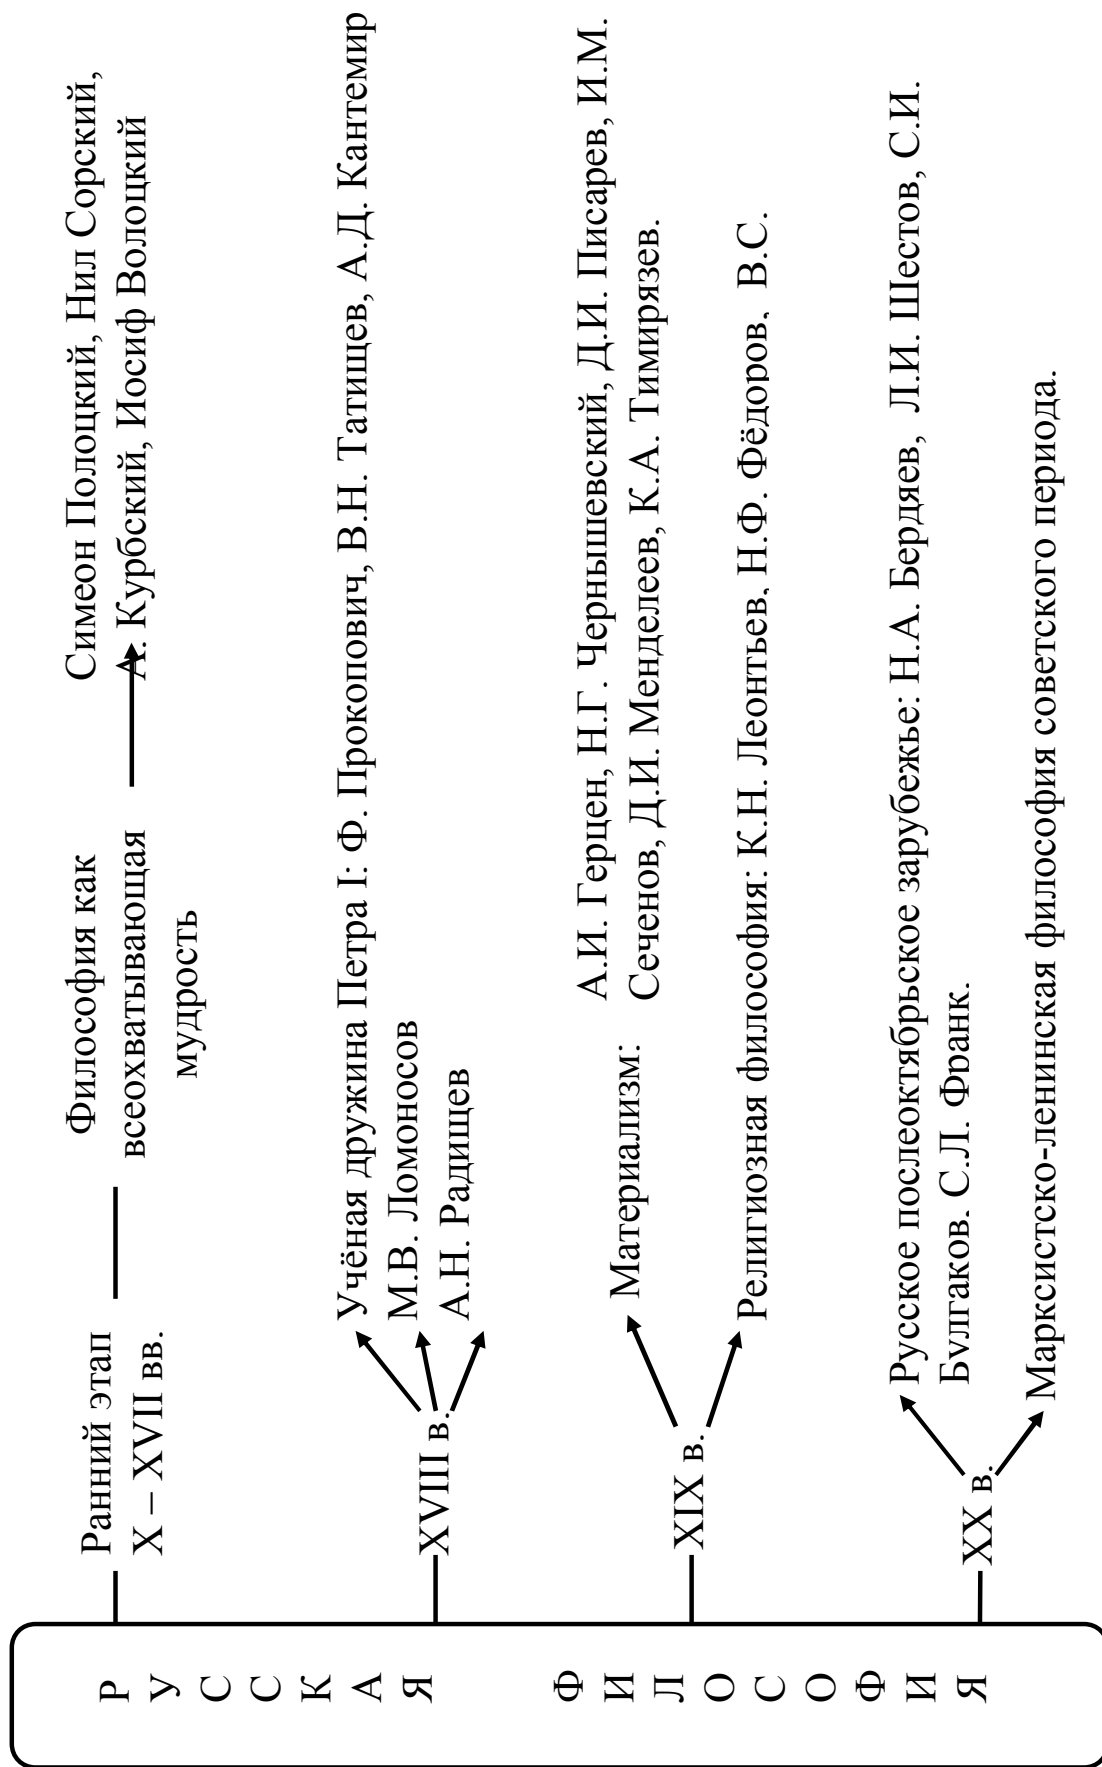 РУССКАЯ ФИЛОСОФИЯ
Ранний этап
X – XVII вв.
Философия как
всеохватывающая
мудрость
Симеон Полоцкий, Нил Сорский,
А. Курбский, Иосиф Волоцкий
XVIII в.
Учёная дружина Петра I: Ф. Прокопович, В.Н. Татищев, А.Д. Кантемир
М.В. Ломоносов
А.Н. Радищев
XIX в.
Материализм:
А.И. Герцен, Н.Г. Чернышевский, Д.И. Писарев, И.М.
Сеченов, Д.И. Менделеев, К.А. Тимирязев.
Религиозная философия: К.Н. Леонтьев, Н.Ф. Фёдоров, В.С.
XX в.
Русское послеоктябрьское зарубежье: Н.А. Бердяев, Л.И. Шестов, С.И.
Булгаков, С.Л. Франк.
Марксистско-ленинская философия советского периода.